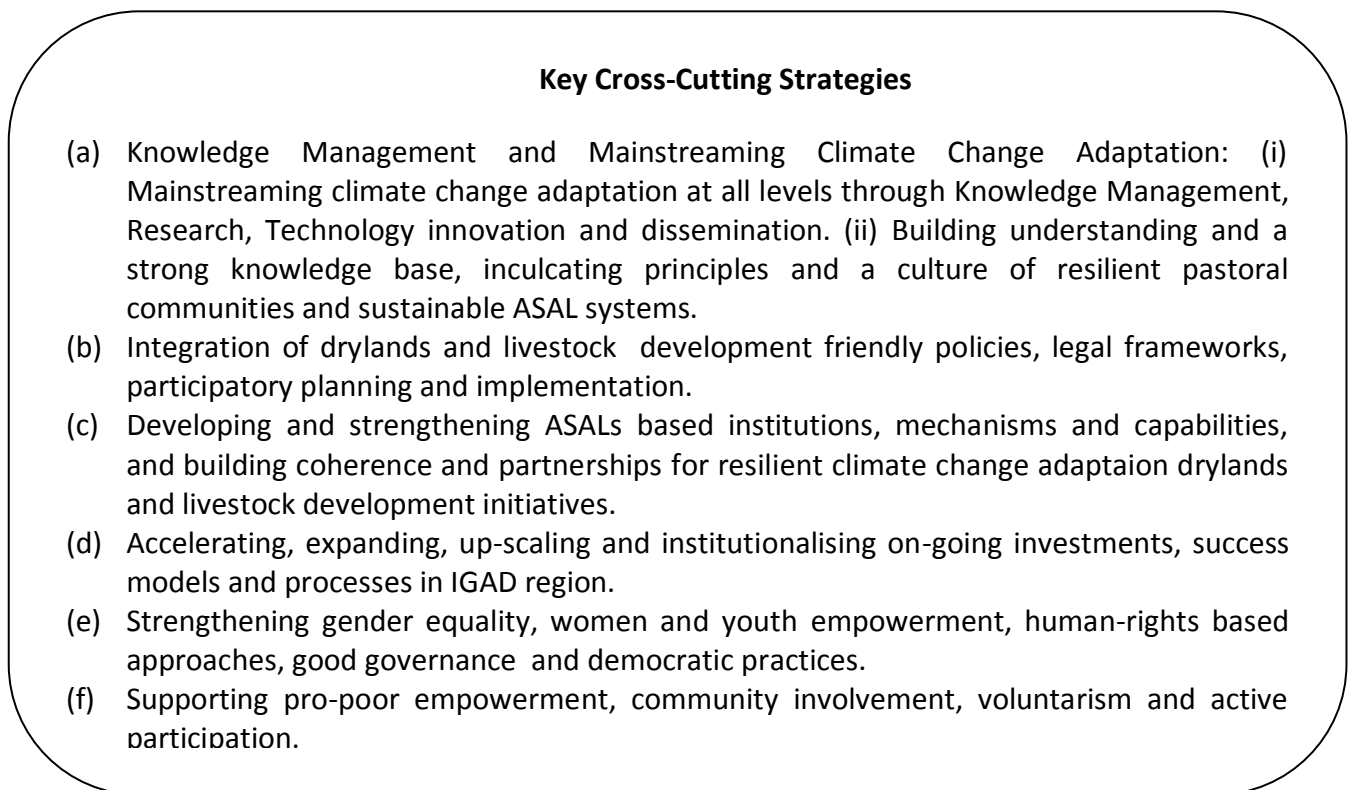 Key Cross-Cutting Strategies
(a) Knowledge Management and Mainstreaming Climate Change Adaptation: (i)
Mainstreaming climate change adaptation at all levels through Knowledge Management,
Research, Technology innovation and dissemination. (ii) Building understanding and a
strong knowledge base, inculcating principles and a culture of resilient pastoral
communities and sustainable ASAL systems.
(b) Integration of drylands and livestock development friendly policies, legal frameworks,
participatory planning and implementation.
(c) Developing and strengthening ASALs based institutions, mechanisms and capabilities,
and building coherence and partnerships for resilient climate change adaptaion drylands
and livestock development initiatives.
(d) Accelerating, expanding, up-scaling and institutionalising on-going investments, success
models and processes in IGAD region.
(e) Strengthening gender equality, women and youth empowerment, human-rights based
approaches, good governance and democratic practices.
(f) Supporting pro-poor empowerment, community involvement, voluntarism and active
participation.